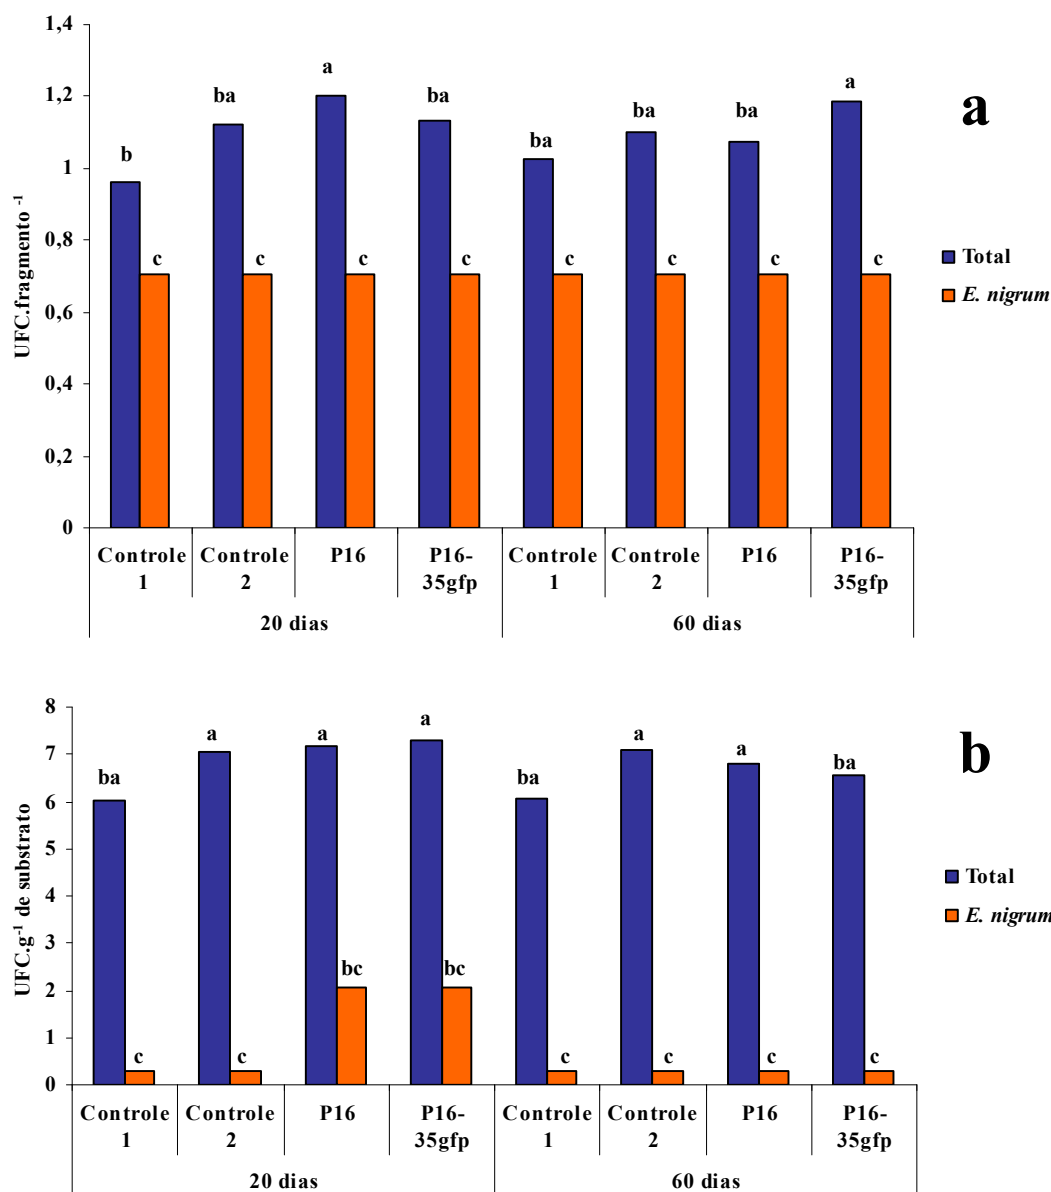 1,4
a
a
ba
ba
a
ba
ba
1,2
ba
b
1
c
c
c
c
c
c
c
c
0,8
0,6
0,4
0,2
0
UFC.fragmento -1
Total
E. nigrum
Controle 1
Controle 2
P16
P16-35gfp
Controle 1
Controle 2
P16
P16-35gfp
20 dias
60 dias
8
b
a
a
a
a
a
ba
ba
ba
7
6
5
4
3
bc
bc
2
1
c
c
c
c
c
c
0
UFC.g-1 de substrato
Total
E. nigrum
Controle 1
Controle 2
P16
P16-35gfp
Controle 1
Controle 2
P16
P16-35gfp
20 dias
60 dias